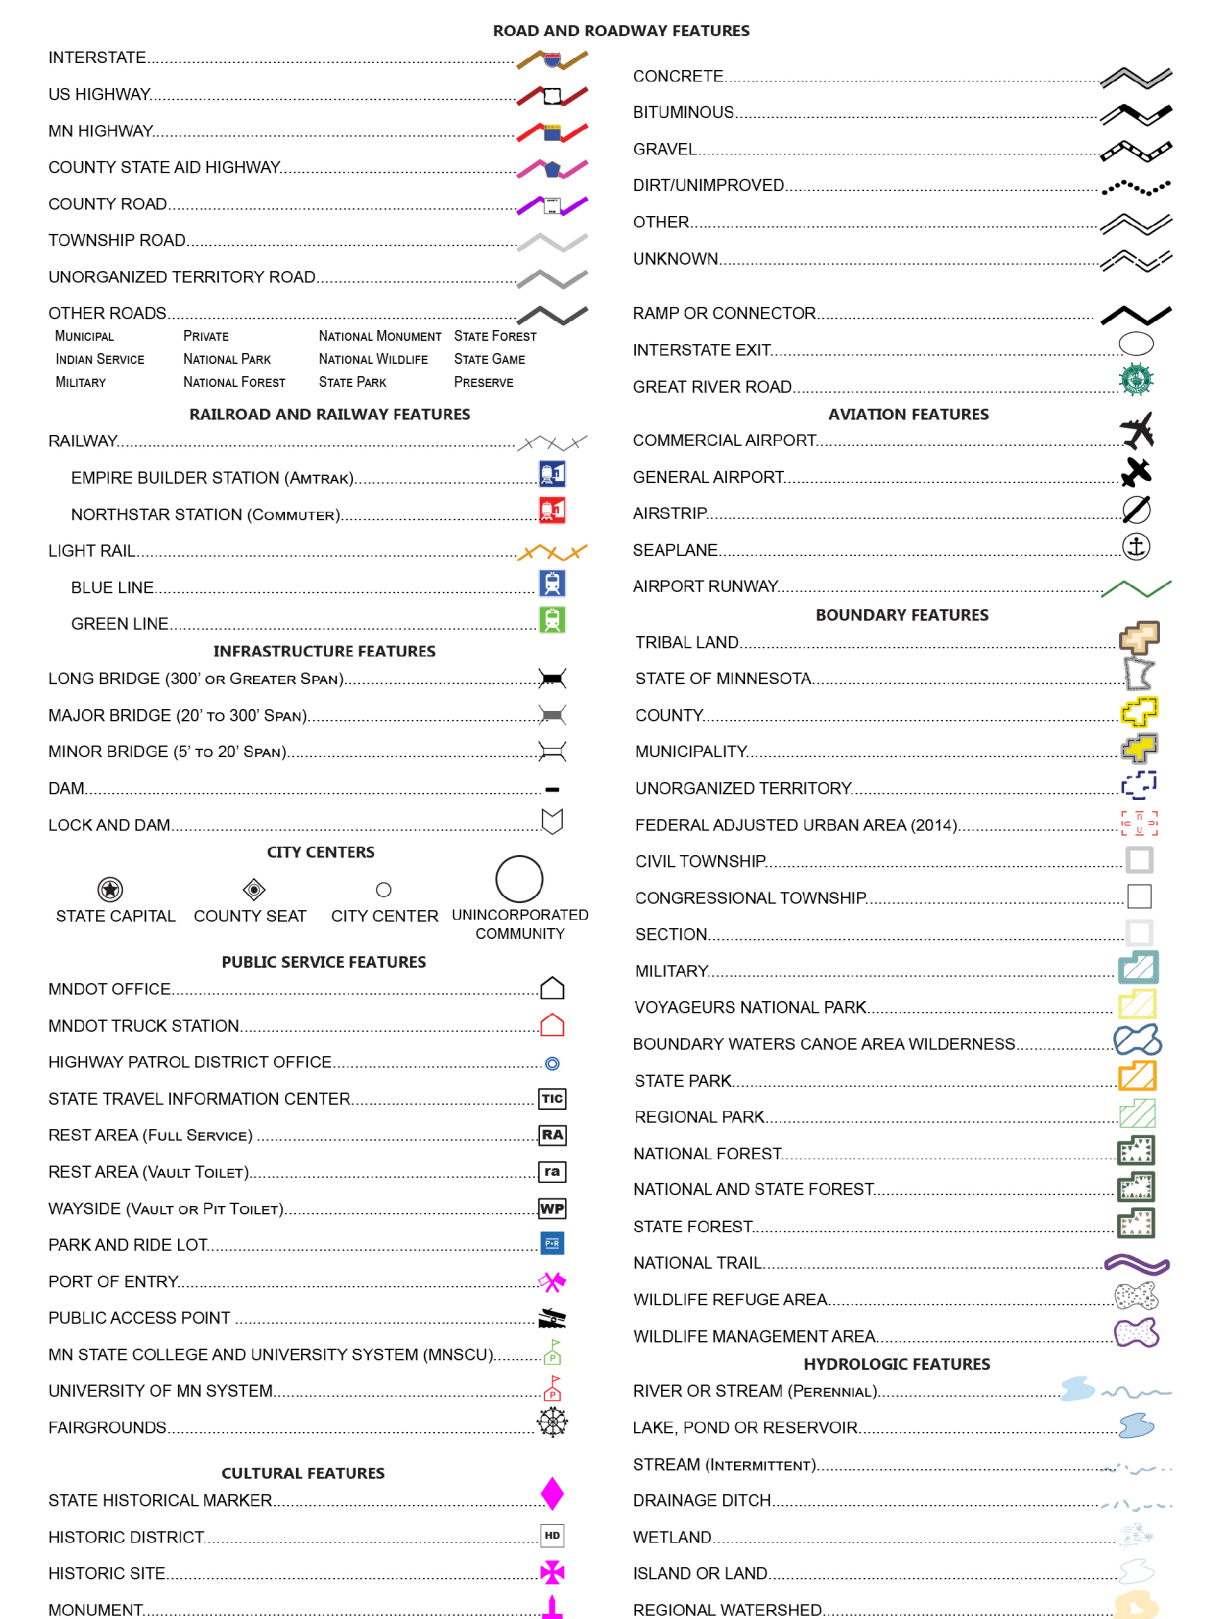 ROAD AND ROADWAY FEATURES
INTERSTATE
US HIGHWAY
MN HIGHWAY
COUNTY STATE AID HIGHWAY
COUNTY ROAD
TOWNSHIP ROAD
UNORGANIZED TERRITORY ROAD
OTHER ROADS
MUNICIPAL PRIVATE NATIONAL MONUMENT STATE FOREST
INDIAN SERVICE NATIONAL PARK NATIONAL WILDLIFE STATE GAME
MILITARY NATIONAL FOREST STATE PARK PRESERVE
CONCRETE
BITUMINOUS
GRAVEL
DIRT/UNIMPROVED
OTHER
UNKNOWN
RAMP OR CONNECTOR
INTERSTATE EXIT
GREAT RIVER ROAD
RAILROAD AND RAILWAY FEATURES
RAILWAY
EMPIRE BUILDER STATION (AMTRAK)
NORTHSTAR STATION (COMMUTER)
LIGHT RAIL
BLUE LINE
GREEN LINE
INFRASTRUCTURE FEATURES
LONG BRIDGE (300' OR GREATER SPAN)
MAJOR BRIDGE (20' TO 300' SPAN)
MINOR BRIDGE (5' TO 20' SPAN)
DAM
LOCK AND DAM
CITY CENTERS
STATE CAPITAL COUNTY SEAT CITY CENTER UNINCORPORATED
COMMUNITY
PUBLIC SERVICE FEATURES
MNDOT OFFICE
MNDOT TRUCK STATION
HIGHWAY PATROL DISTRICT OFFICE
STATE TRAVEL INFORMATION CENTER TIC
REST AREA (FULL SERVICE) RA
REST AREA (VAULT TOILET) ra
WAYSIDE (VAULT OR PIT TOILET) WP
PARK AND RIDE LOT P•R
PORT OF ENTRY
PUBLIC ACCESS POINT
MN STATE COLLEGE AND UNIVERSITY SYSTEM (MNSCU) P
UNIVERSITY OF MN SYSTEM P
FAIRGROUNDS
CULTURAL FEATURES
STATE HISTORICAL MARKER
HISTORIC DISTRICT HD
HISTORIC SITE
MONUMENT
AVIATION FEATURES
COMMERCIAL AIRPORT
GENERAL AIRPORT
AIRSTRIP
SEAPLANE
AIRPORT RUNWAY
BOUNDARY FEATURES
TRIBAL LAND
STATE OF MINNESOTA
COUNTY
MUNICIPALITY
UNORGANIZED TERRITORY
FEDERAL ADJUSTED URBAN AREA (2014)
CIVIL TOWNSHIP
CONGRESSIONAL TOWNSHIP
SECTION
MILITARY
VOYAGEURS NATIONAL PARK
BOUNDARY WATERS CANOE AREA WILDERNESS
STATE PARK
REGIONAL PARK
NATIONAL FOREST
NATIONAL AND STATE FOREST
STATE FOREST
NATIONAL TRAIL
WILDLIFE REFUGE AREA
WILDLIFE MANAGEMENT AREA
HYDROLOGIC FEATURES
RIVER OR STREAM (PERENNIAL)
LAKE, POND OR RESERVOIR
STREAM (INTERMITTENT)
DRAINAGE DITCH
WETLAND
ISLAND OR LAND
REGIONAL WATERSHED